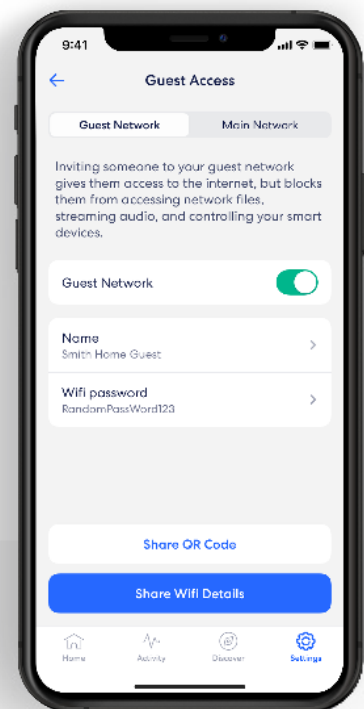 9:41
Guest Access
Guest Network
Main Network
Inviting someone to your guest network
gives them access to the internet, but blocks
them from accessing network files,
streaming audio, and controlling your smart
devices.
Guest Network
Name
Smith Home Guest
Wifi password
RandomPassWord123
Share QR Code
Share Wifi Details
Home
Activity
Discover
Settings